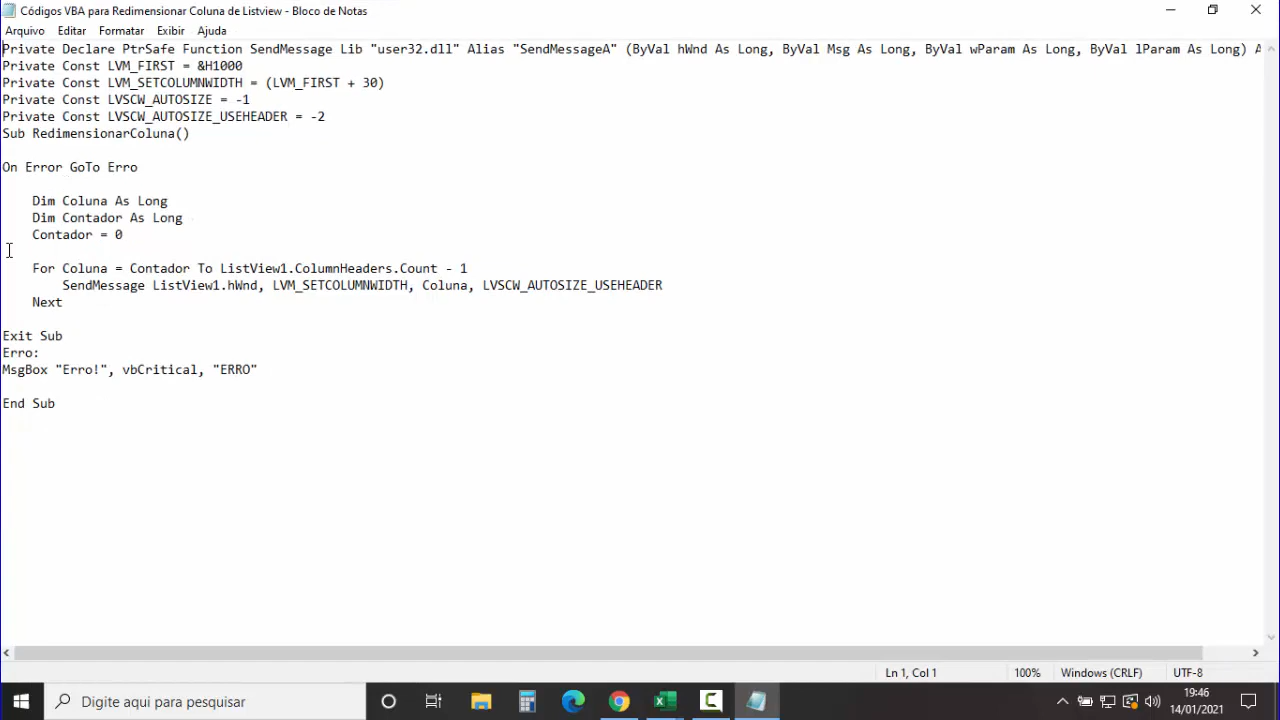 Códigos VBA para Redimensionar Coluna de Listview - Bloco de Notas
Arquivo Editar Formatar Exibir Ajuda
Private Declare PtrSafe Function SendMessage Lib "user32.dll" Alias "SendMessageA" (ByVal hWnd As Long, ByVal Msg As Long, ByVal wParam As Long, ByVal lParam As Long) A
Private Const LVM_FIRST = &H1000
Private Const LVM_SETCOLUMNWIDTH = (LVM_FIRST + 30)
Private Const LVSCW_AUTOSIZE = -1
Private Const LVSCW_AUTOSIZE_USEHEADER = -2
Sub RedimensionarColuna()
On Error GoTo Erro
Dim Coluna As Long
Dim Contador As Long
Contador = 0
For Coluna = Contador To ListView1.ColumnHeaders.Count - 1
SendMessage ListView1.hWnd, LVM_SETCOLUMNWIDTH, Coluna, LVSCW_AUTOSIZE_USEHEADER
Next
Exit Sub
Erro:
MsgBox "Erro!", vbCritical, "ERRO"
End Sub
Ln 1, Col 1 100% Windows (CRLF) UTF-8
Digite aqui para pesquisar
19:46
14/01/2021